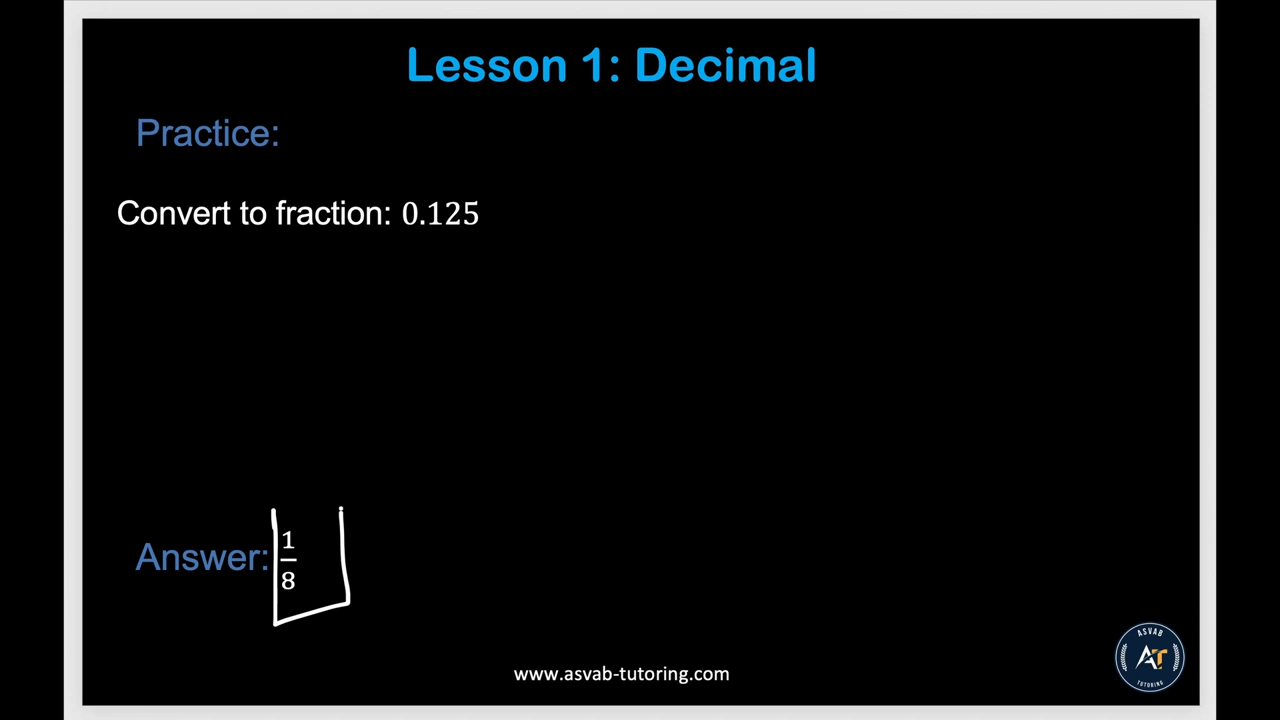 Lesson 1: Decimal
Practice:
Convert to fraction: 0.125
Answer: 1/8
www.asvab-tutoring.com
ASVAB
AT
TUTORING